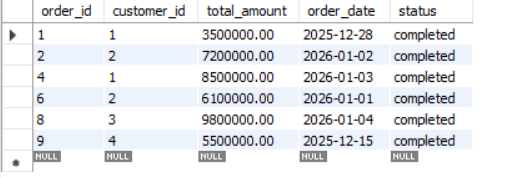 order_id customer_id total_amount order_date status
1 1 3500000.00 2025-12-28 completed
2 2 7200000.00 2026-01-02 completed
4 1 8500000.00 2026-01-03 completed
6 2 6100000.00 2026-01-01 completed
8 3 9800000.00 2026-01-04 completed
9 4 5500000.00 2025-12-15 completed
NULL NULL NULL NULL NULL